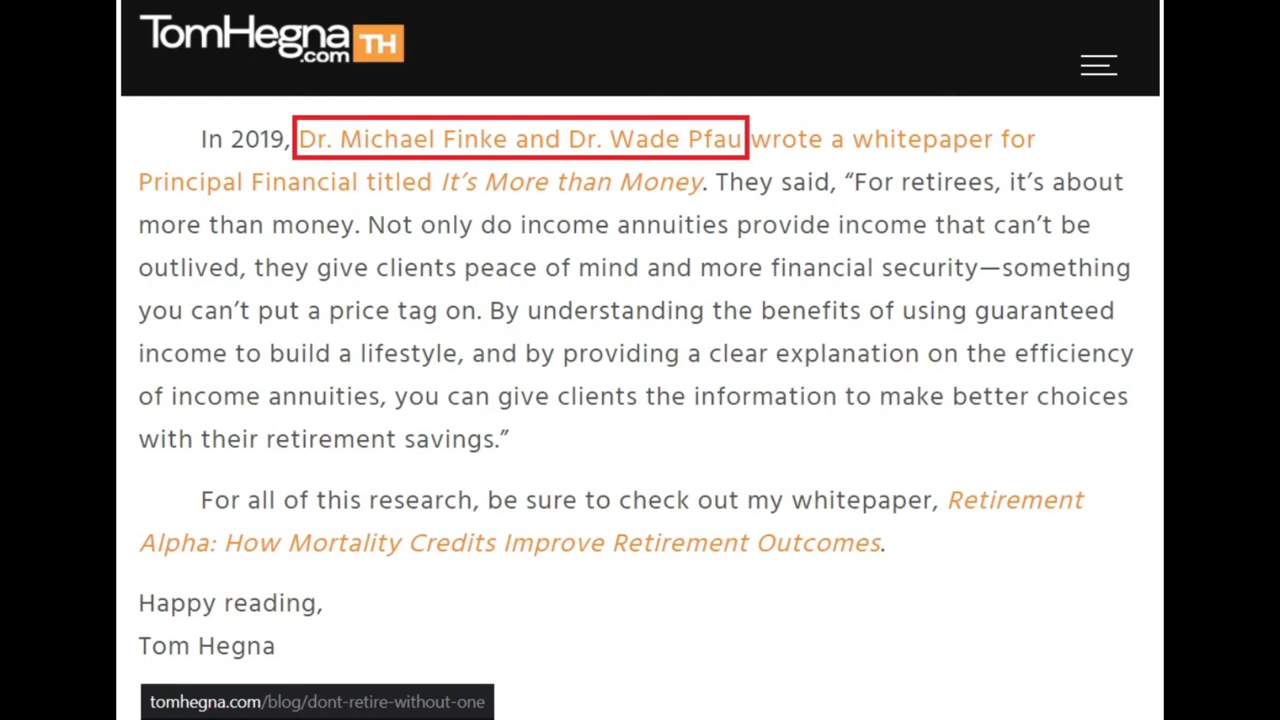 TomHegna
.com TH
In 2019, Dr. Michael Finke and Dr. Wade Pfau wrote a whitepaper for
Principal Financial titled It’s More than Money. They said, “For retirees, it’s about
more than money. Not only do income annuities provide income that can’t be
outlived, they give clients peace of mind and more financial security—something
you can’t put a price tag on. By understanding the benefits of using guaranteed
income to build a lifestyle, and by providing a clear explanation on the efficiency
of income annuities, you can give clients the information to make better choices
with their retirement savings.”
For all of this research, be sure to check out my whitepaper, Retirement
Alpha: How Mortality Credits Improve Retirement Outcomes.
Happy reading,
Tom Hegna
tomhegna.com/blog/dont-retire-without-one